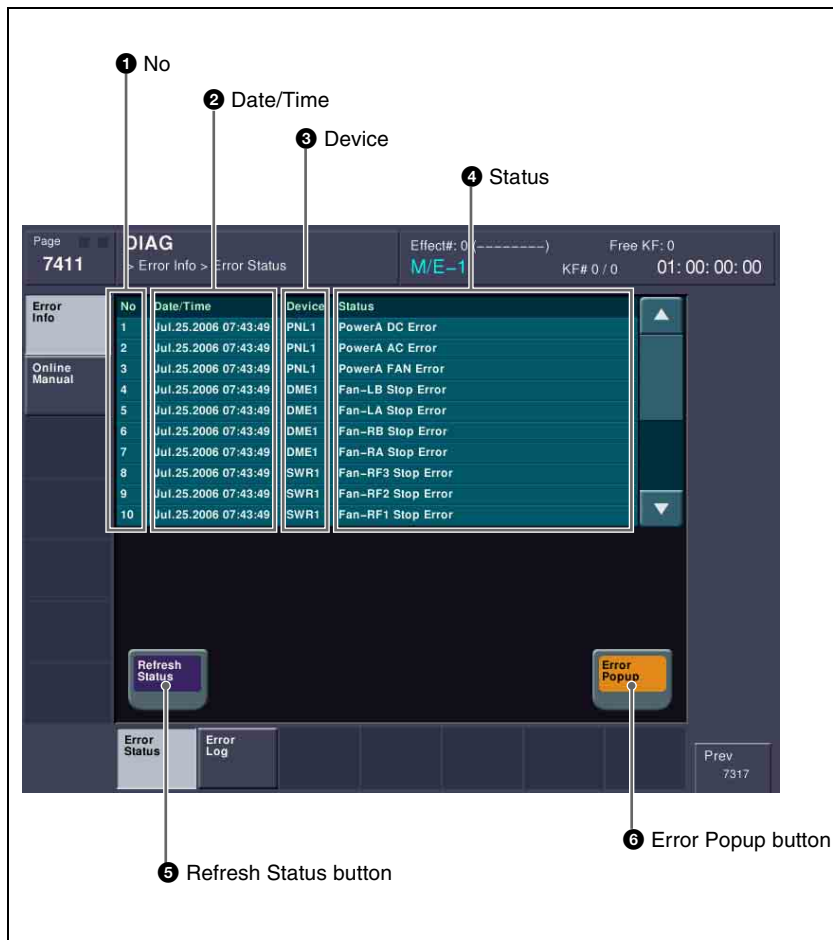 ❶ No
❷ Date/Time
❸ Device
❹ Status
Page
7411
DIAG
> Error Info > Error Status
Effect#: 0 (--------) Free KF: 0
M/E–1 KF# 0 / 0 01: 00: 00: 00
Error
Info
Online
Manual
No Date/Time Device Status
1 Jul.25.2006 07:43:49 PNL1 PowerA DC Error
2 Jul.25.2006 07:43:49 PNL1 PowerA AC Error
3 Jul.25.2006 07:43:49 PNL1 PowerA FAN Error
4 Jul.25.2006 07:43:49 DME1 Fan–LB Stop Error
5 Jul.25.2006 07:43:49 DME1 Fan–LA Stop Error
6 Jul.25.2006 07:43:49 DME1 Fan–RB Stop Error
7 Jul.25.2006 07:43:49 DME1 Fan–RA Stop Error
8 Jul.25.2006 07:43:49 SWR1 Fan–RF3 Stop Error
9 Jul.25.2006 07:43:49 SWR1 Fan–RF2 Stop Error
10 Jul.25.2006 07:43:49 SWR1 Fan–RF1 Stop Error
Refresh
Status
Error
Popup
Error
Status
Error
Log
Prev
7317
❻ Error Popup button
❺ Refresh Status button